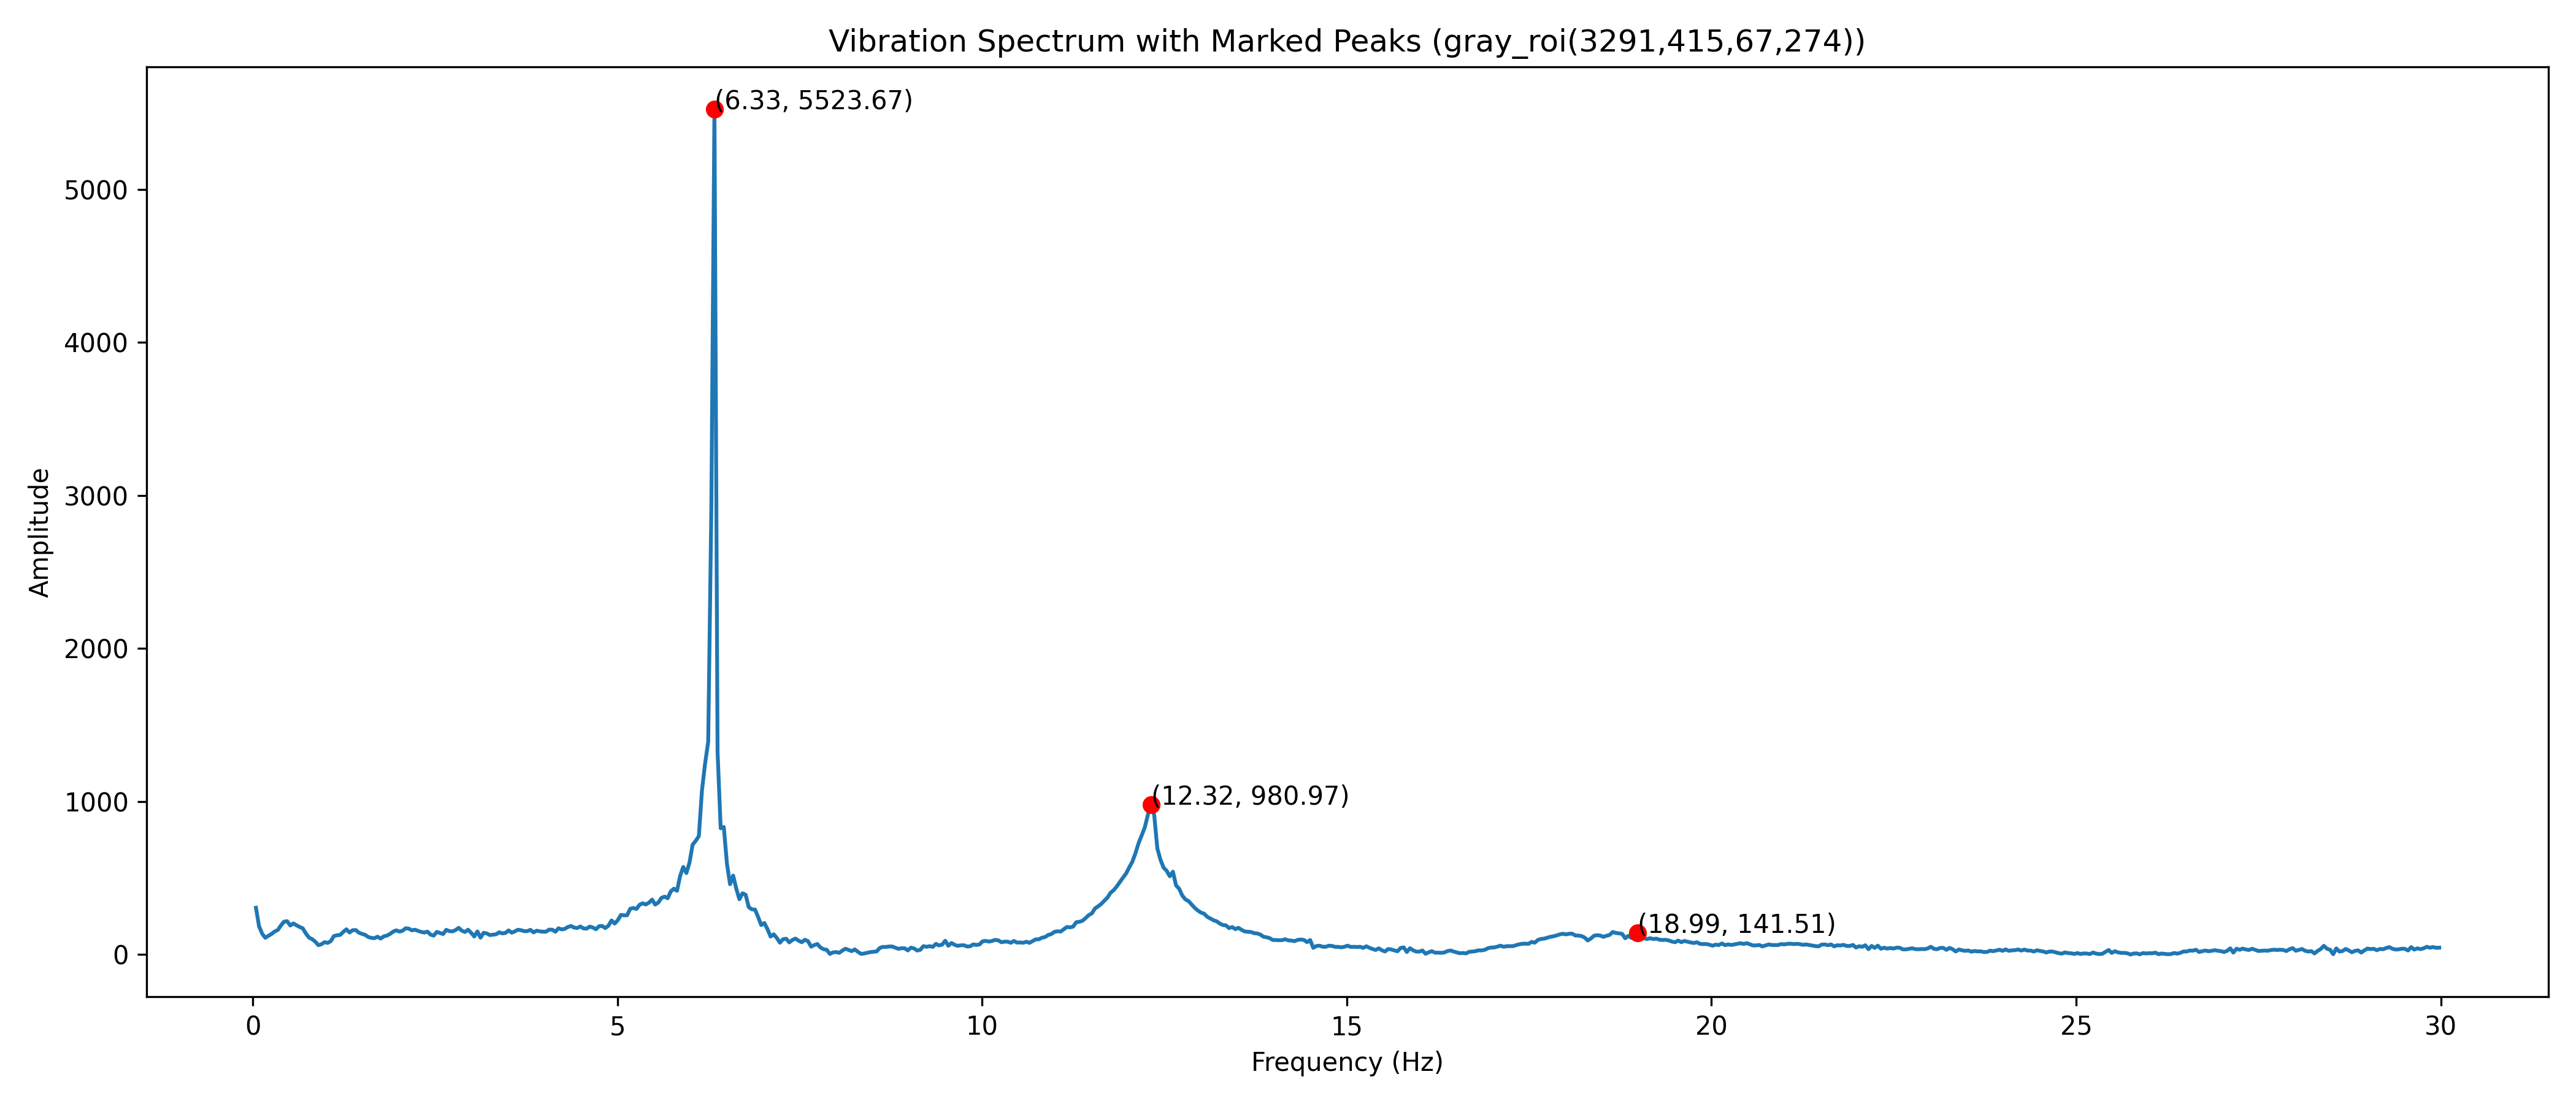 Vibration Spectrum with Marked Peaks (gray_roi(3291,415,67,274))
(6.33, 5523.67)
5000
4000
3000
2000
1000
0
Amplitude
(12.32, 980.97)
(18.99, 141.51)
0 5 10 15 20 25 30
Frequency (Hz)